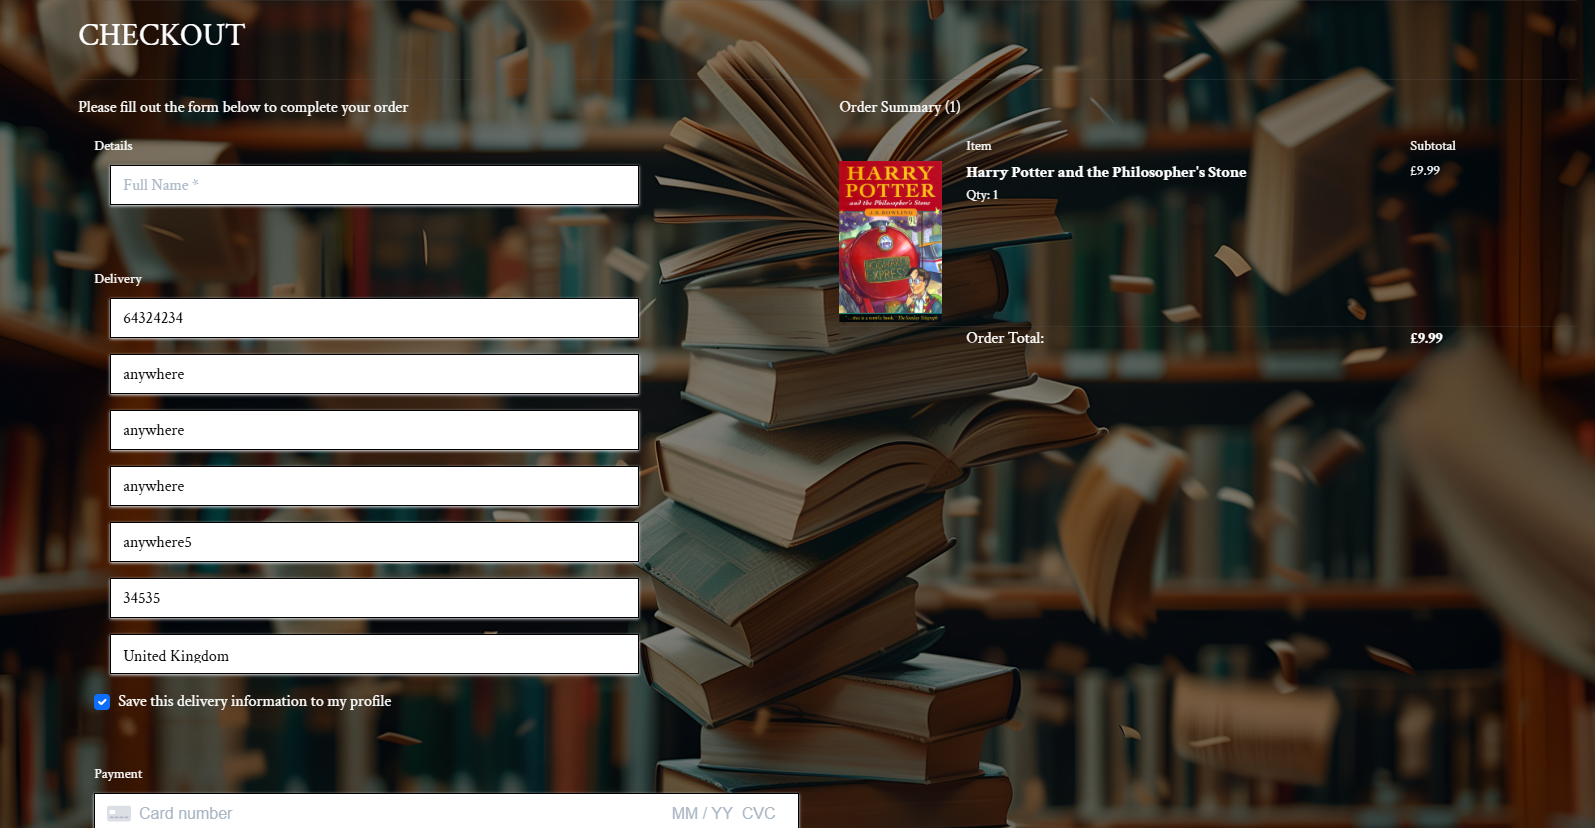 CHECKOUT
Please fill out the form below to complete your order
Details
Full Name *
Delivery
64324234
anywhere
anywhere
anywhere
anywhere5
34535
United Kingdom
Save this delivery information to my profile
Payment
Card number MM / YY CVC
Order Summary (1)
Item Subtotal
HARRY
POTTER
and the Philosopher's Stone
J.K. ROWLING
Harry Potter and the Philosopher's Stone £9.99
Qty: 1
Order Total: £9.99